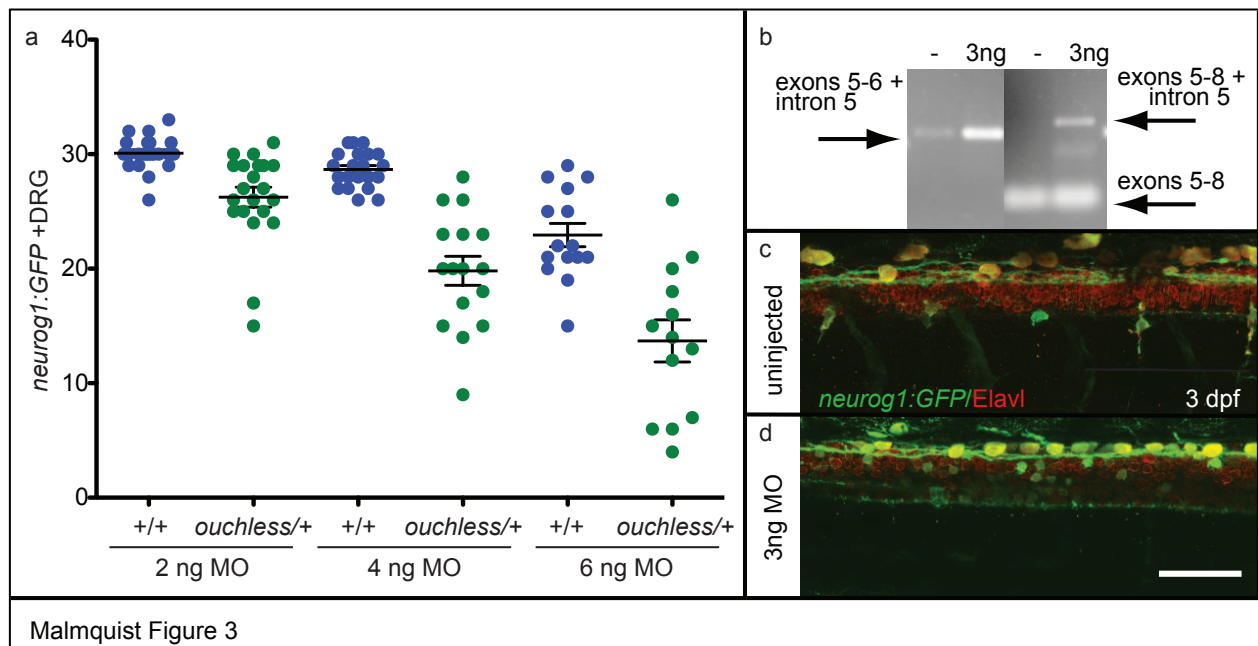 a
40
30
20
10
0
neurog1:GFP +DRG
+/+ ouchless/+ +/+ ouchless/+ +/+ ouchless/+
2 ng MO 4 ng MO 6 ng MO
b
- 3ng - 3ng
exons 5-6 +
intron 5
exons 5-8 +
intron 5
exons 5-8
c
uninjected
neurog1:GFP/Elavl
3 dpf
d
3ng MO
Malmquist Figure 3